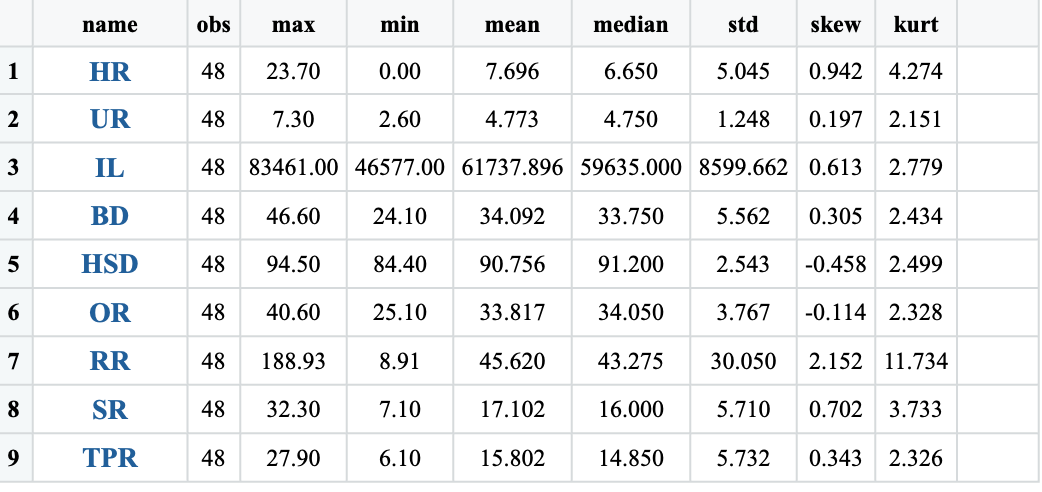 name obs max min mean median std skew kurt
1 HR 48 23.70 0.00 7.696 6.650 5.045 0.942 4.274
2 UR 48 7.30 2.60 4.773 4.750 1.248 0.197 2.151
3 IL 48 83461.00 46577.00 61737.896 59635.000 8599.662 0.613 2.779
4 BD 48 46.60 24.10 34.092 33.750 5.562 0.305 2.434
5 HSD 48 94.50 84.40 90.756 91.200 2.543 -0.458 2.499
6 OR 48 40.60 25.10 33.817 34.050 3.767 -0.114 2.328
7 RR 48 188.93 8.91 45.620 43.275 30.050 2.152 11.734
8 SR 48 32.30 7.10 17.102 16.000 5.710 0.702 3.733
9 TPR 48 27.90 6.10 15.802 14.850 5.732 0.343 2.326